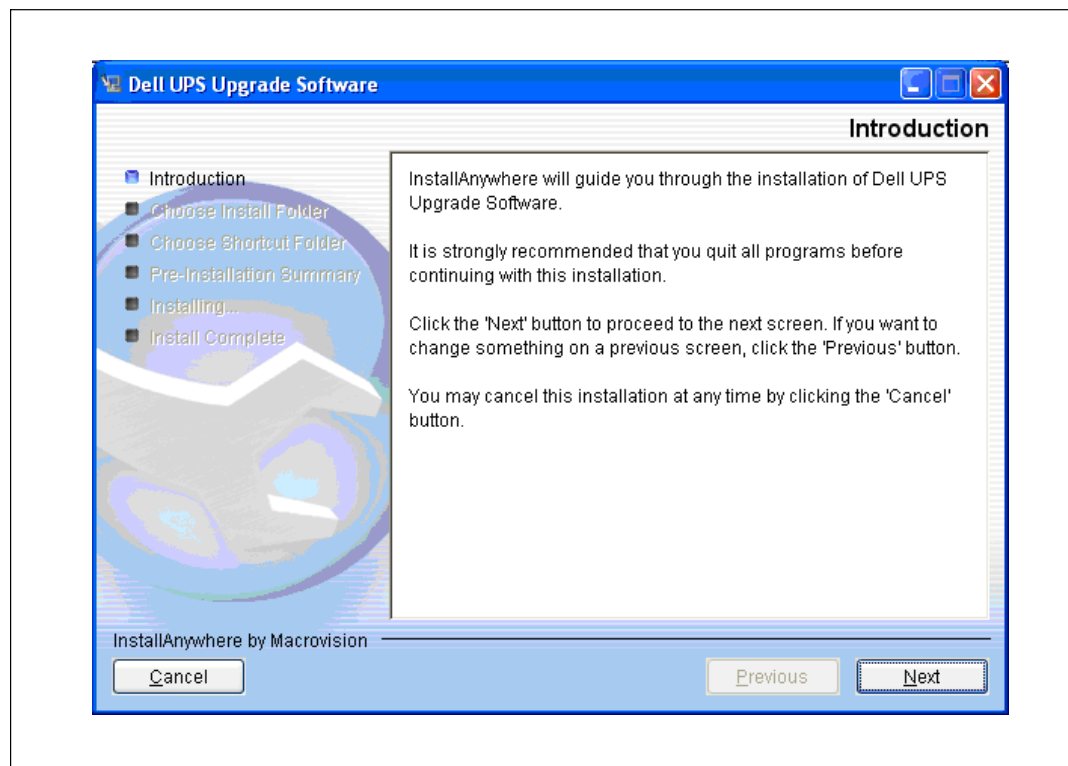 Dell UPS Upgrade Software
Introduction
Introduction
Choose Install Folder
Choose Shortcut Folder
Pre-Installation Summary
Installing...
Install Complete
InstallAnywhere will guide you through the installation of Dell UPS
Upgrade Software.
It is strongly recommended that you quit all programs before
continuing with this installation.
Click the 'Next' button to proceed to the next screen. If you want to
change something on a previous screen, click the 'Previous' button.
You may cancel this installation at any time by clicking the 'Cancel'
button.
InstallAnywhere by Macrovision
Cancel
Previous
Next